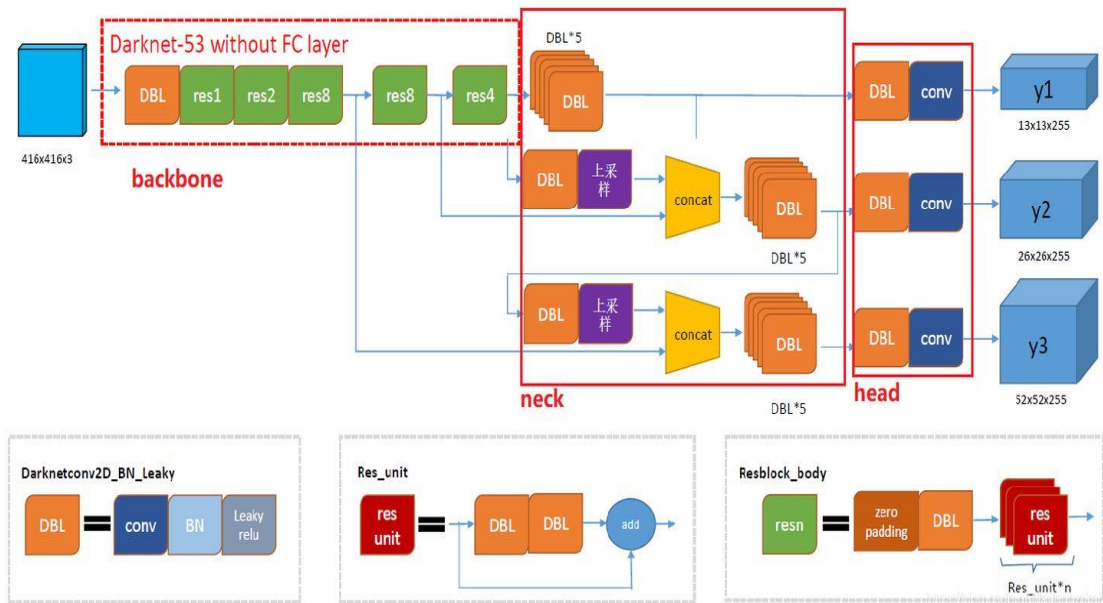 Darknet-53 without FC layer
DBL*5
DBL
res1
res2
res8
res8
res4
DBL
DBL
conv
y1
13x13x255
416x416x3
backbone
DBL
上采
样
concat
DBL
DBL
conv
y2
26x26x255
DBL*5
DBL
上采
样
concat
DBL
DBL
conv
y3
52x52x255
neck
head
DBL*5
Darknetconv2D_BN_Leaky
DBL
conv
BN
Leaky
relu
Res_unit
res
unit
DBL
DBL
add
Resblock_body
resn
zero
padding
DBL
res
unit
Res_unit*n